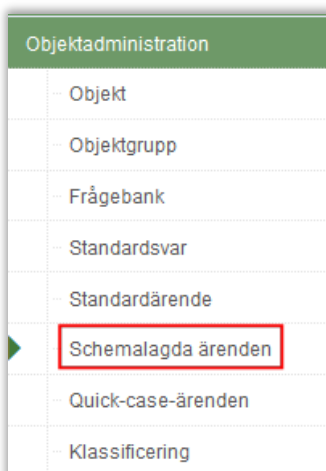 Objektadministration
Objekt
Objektgrupp
Frågebank
Standardsvar
Standardärende
Schemalagda ärenden
Quick-case-ärenden
Klassificering